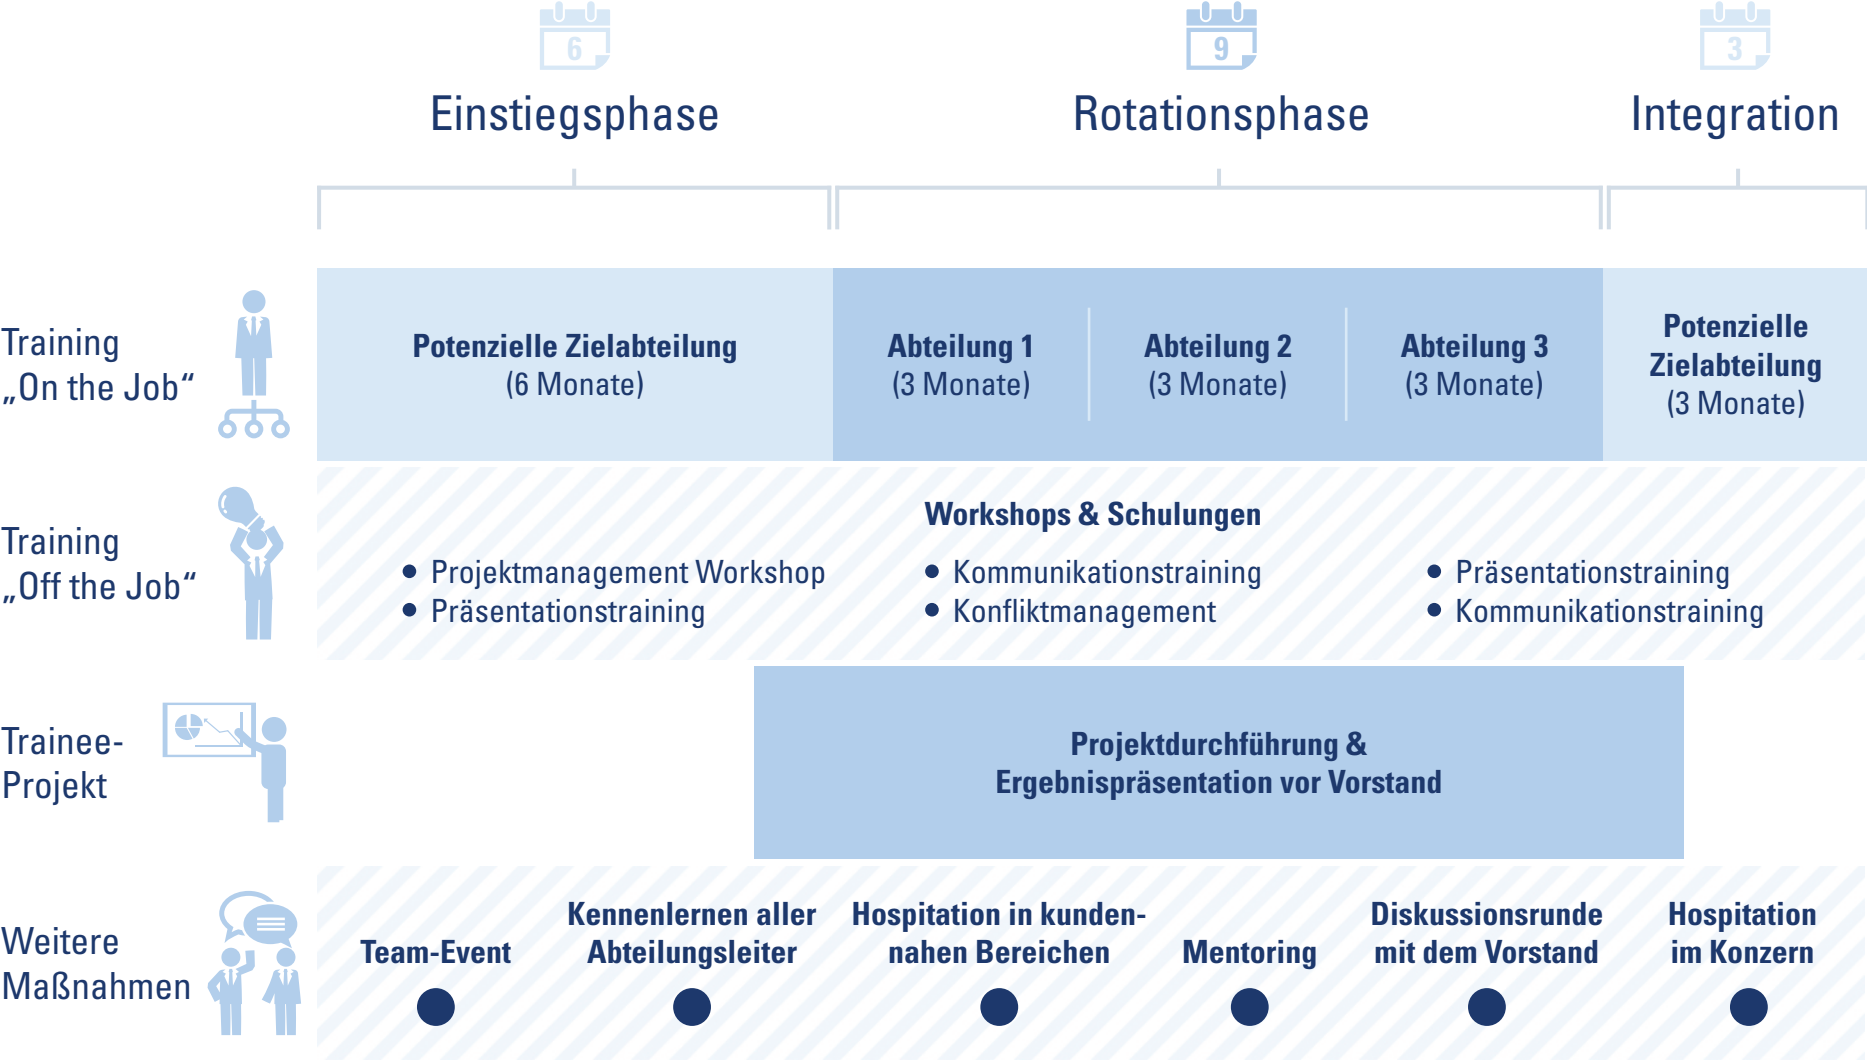 6
9
3
Einstiegsphase
Rotationsphase
Integration
Training
„On the Job“
Potenzielle Zielabteilung
(6 Monate)
Abteilung 1
(3 Monate)
Abteilung 2
(3 Monate)
Abteilung 3
(3 Monate)
Potenzielle
Zielabteilung
(3 Monate)
Training
„Off the Job“
Workshops & Schulungen
• Projektmanagement Workshop
• Präsentationstraining
• Kommunikationstraining
• Konfliktmanagement
• Präsentationstraining
• Kommunikationstraining
Trainee-
Projekt
Projektdurchführung &
Ergebnispräsentation vor Vorstand
Weitere
Maßnahmen
Team-Event
Kennenlernen aller
Abteilungsleiter
Hospitation in kunden-
nahen Bereichen
Mentoring
Diskussionsrunde
mit dem Vorstand
Hospitation
im Konzern